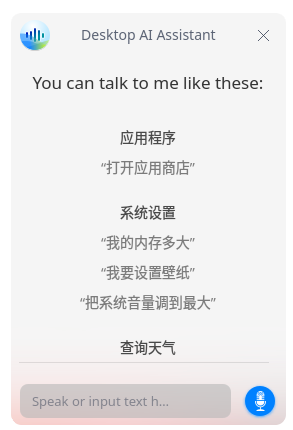 Desktop AI Assistant
You can talk to me like these:
应用程序
“打开应用商店”
系统设置
“我的内存多大”
“我要设置壁纸”
“把系统音量调到最大”
查询天气
Speak or input text h...